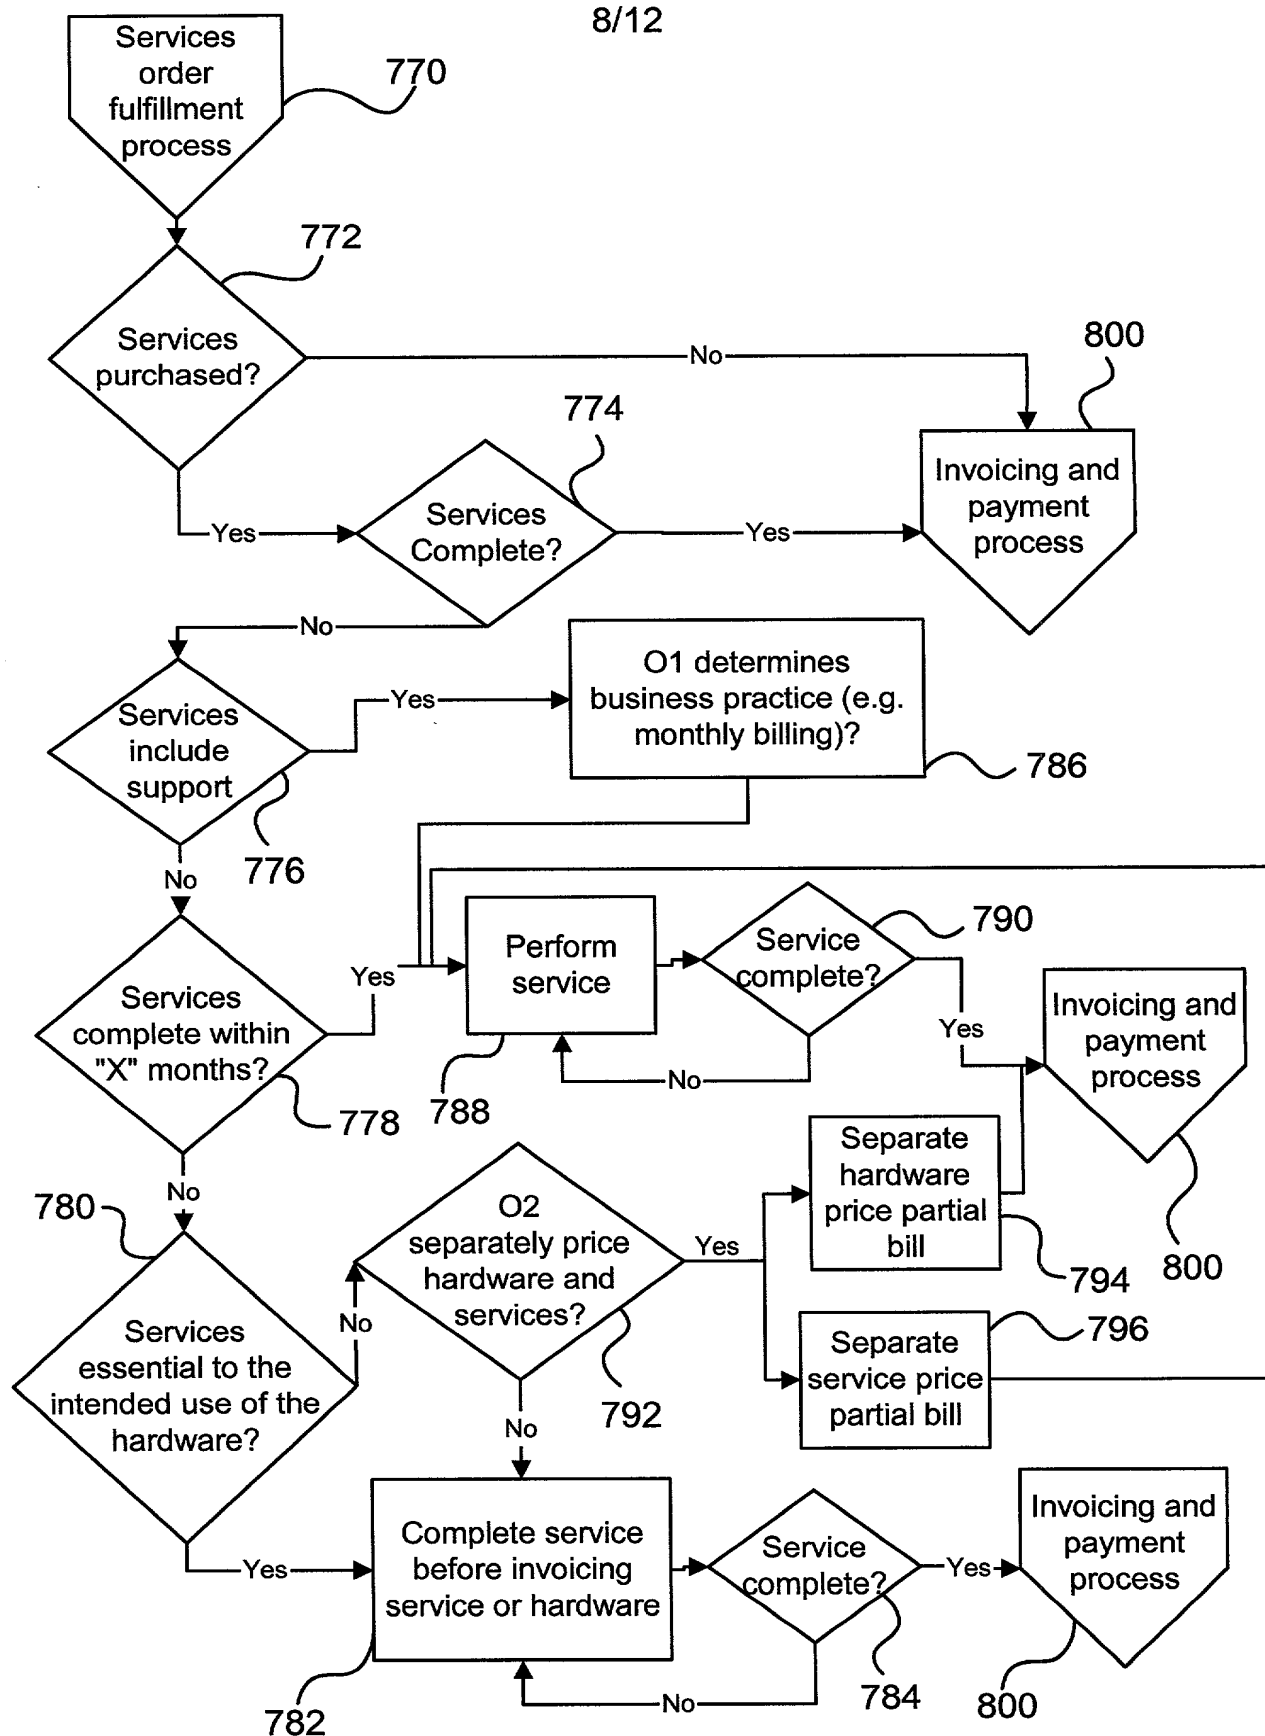 8/12
Services
order
fulfillment
process
770
772
Services
purchased?
No
800
774
Invoicing and
payment
process
Yes
Services
Complete?
Yes
No
O1 determines
business practice (e.g.
monthly billing)?
Services
include
support
Yes
786
776
No
790
Perform
service
Service
complete?
Yes
Services
complete within
"X" months?
Invoicing and
payment
process
Yes
No
788
778
Separate
hardware
price partial
bill
No
780
O2
separately price
hardware and
services?
Yes
800
794
No
796
Services
essential to the
intended use of the
hardware?
Separate
service price
partial bill
792
No
Invoicing and
payment
process
Complete service
before invoicing
service or hardware
Service
complete?
Yes
Yes
784
800
No
782